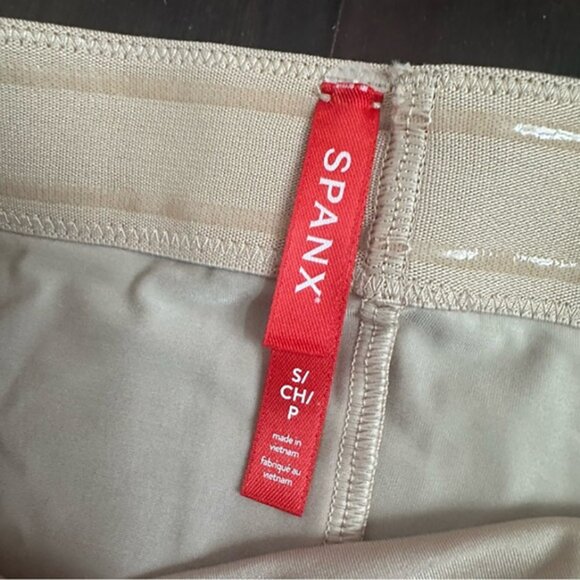 SPANX®
S/
CH/
P
made in
vietnam
fabriqué au
vietnam